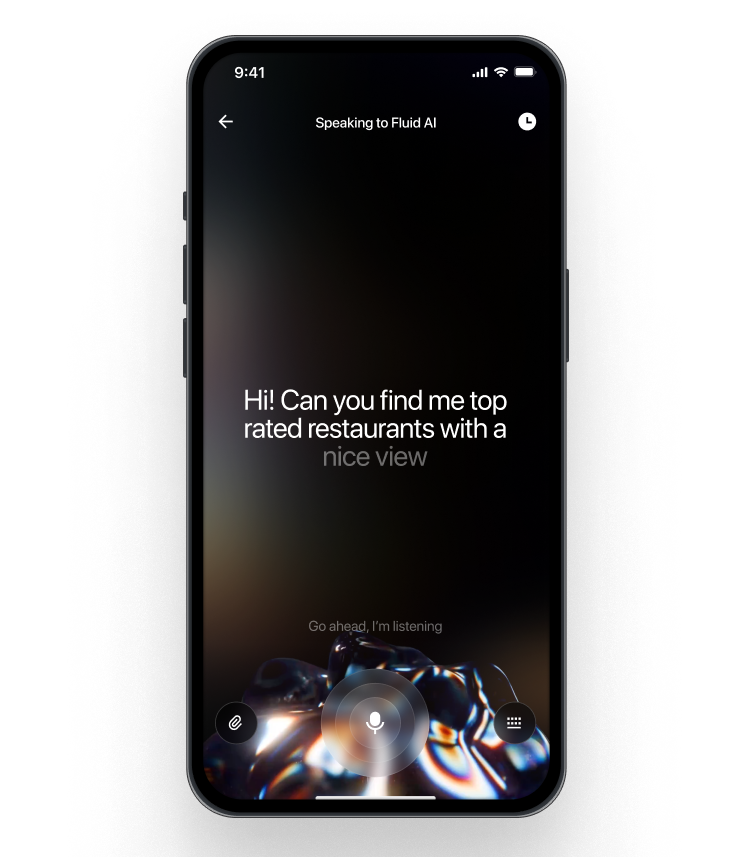 9:41
Speaking to Fluid AI
Hi! Can you find me top
rated restaurants with a
nice view
Go ahead, I’m listening